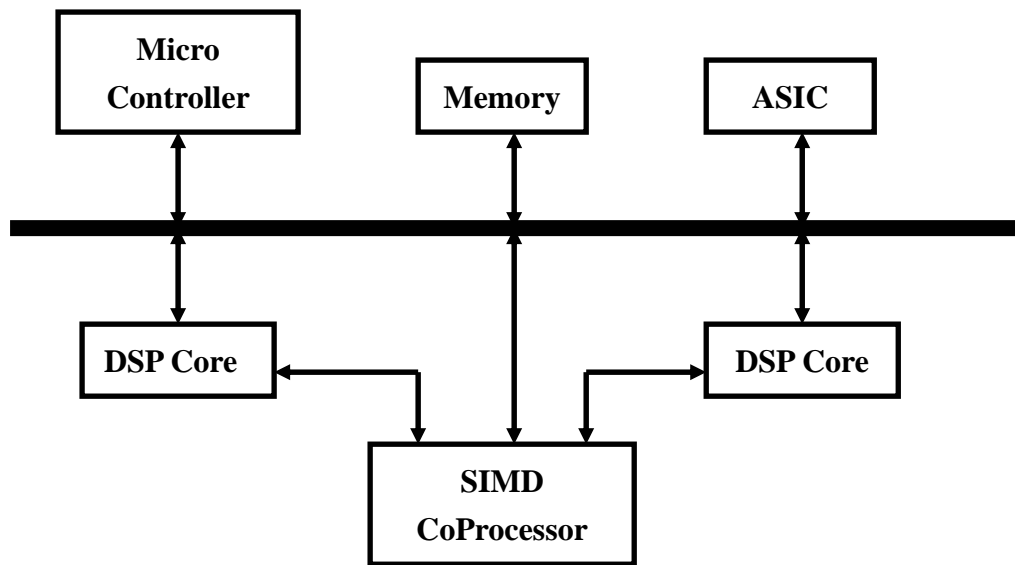 Micro
Controller
Memory
ASIC
DSP Core
DSP Core
SIMD
CoProcessor